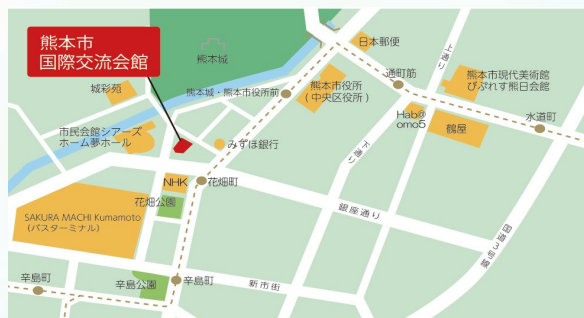 熊本市
国際交流会館
熊本城
日本郵便
上通り
城彩苑
熊本城・熊本市役所前
熊本市役所
(中央区役所)
通町筋
熊本市現代美術館
びぷれす熊日会館
Hab@
omo5
鶴屋
水道町
市民会館シアーズ
ホーム夢ホール
みずほ銀行
下通り
NHK
花畑町
花畑公園
銀座通り
国道3号線
SAKURA MACHI Kumamoto
(バスターミナル)
辛島町
辛島公園
辛島町
新市街